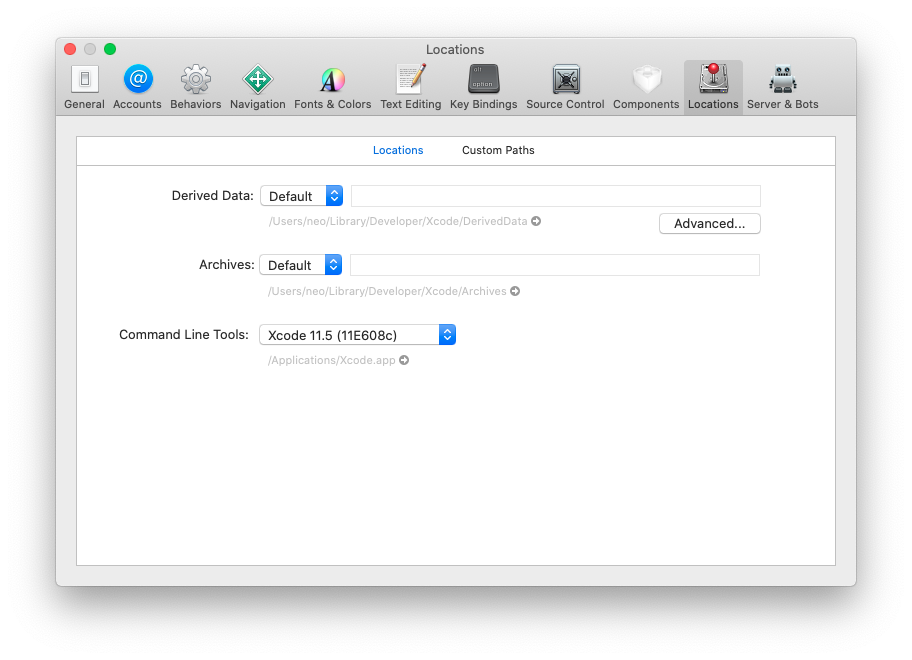 Locations
General Accounts Behaviors Navigation Fonts & Colors Text Editing Key Bindings Source Control Components Locations Server & Bots
Locations Custom Paths
Derived Data: Default
/Users/neo/Library/Developer/Xcode/DerivedData
Advanced...
Archives: Default
/Users/neo/Library/Developer/Xcode/Archives
Command Line Tools: Xcode 11.5 (11E608c)
/Applications/Xcode.app